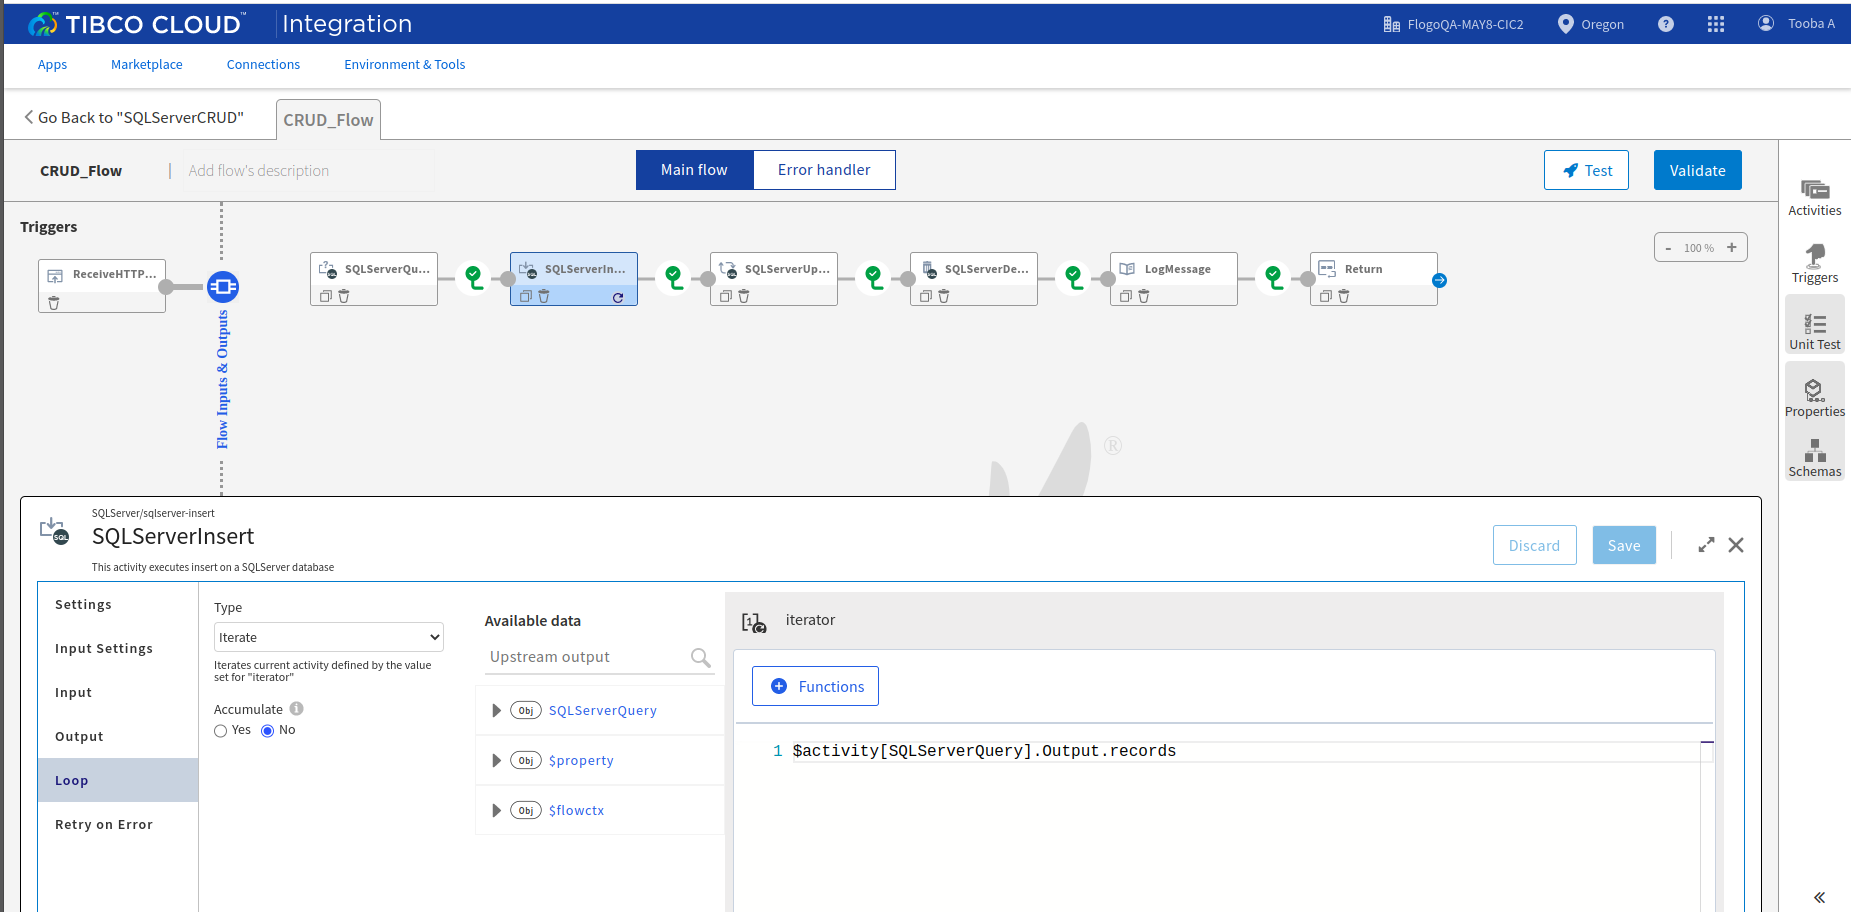 TIBCO CLOUD™ Integration
FlogoQA-MAY8-CIC2
Oregon
?
Tooba A
Apps Marketplace Connections Environment & Tools
Go Back to "SQLServerCRUD"
CRUD_Flow
CRUD_Flow
Add flow's description
Main flow
Error handler
Test
Validate
Activities
Triggers
Unit Test
Properties
Schemas
Triggers
- 100 % +
ReceiveHTTP...
SQLServerQu...
SQLServerIn...
SQLServerUp...
SQLServerDe...
LogMessage
Return
Flow Inputs & Outputs
®
SQLServer/sqlserver-insert
SQL
SQLServerInsert
This activity executes insert on a SQLServer database
Discard
Save
Settings
Input Settings
Input
Output
Loop
Retry on Error
Type
Iterate
Iterates current activity defined by the value
set for "iterator"
Accumulate
Yes No
Available data
Upstream output
Obj SQLServerQuery
Obj $property
Obj $flowctx
iterator
Functions
1 $activity[SQLServerQuery].Output.records